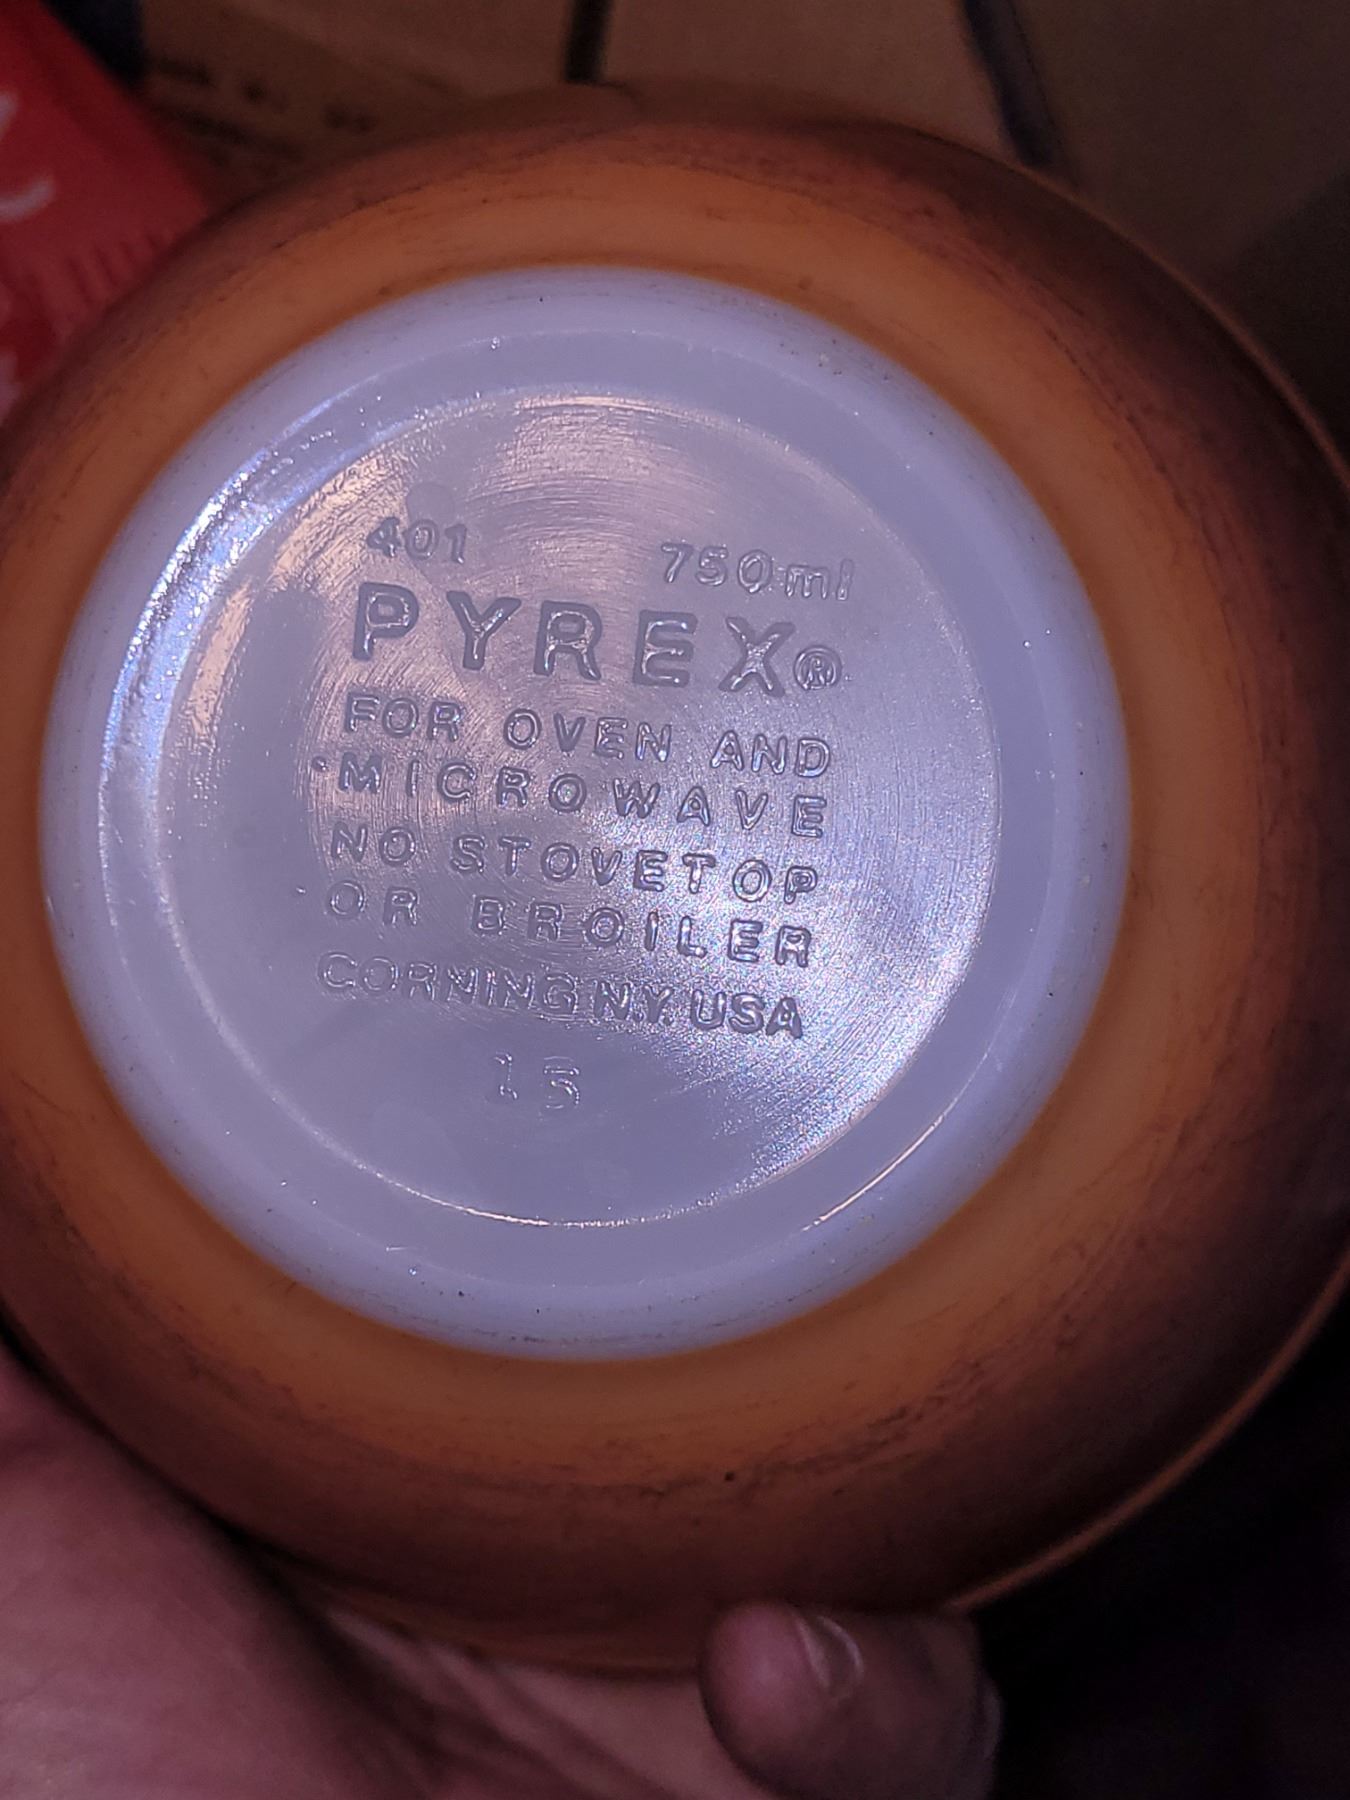 401 750ml
PYREX®
FOR OVEN AND
MICROWAVE
NO STOVETOP
OR BROILER
CORNING N.Y. USA
15